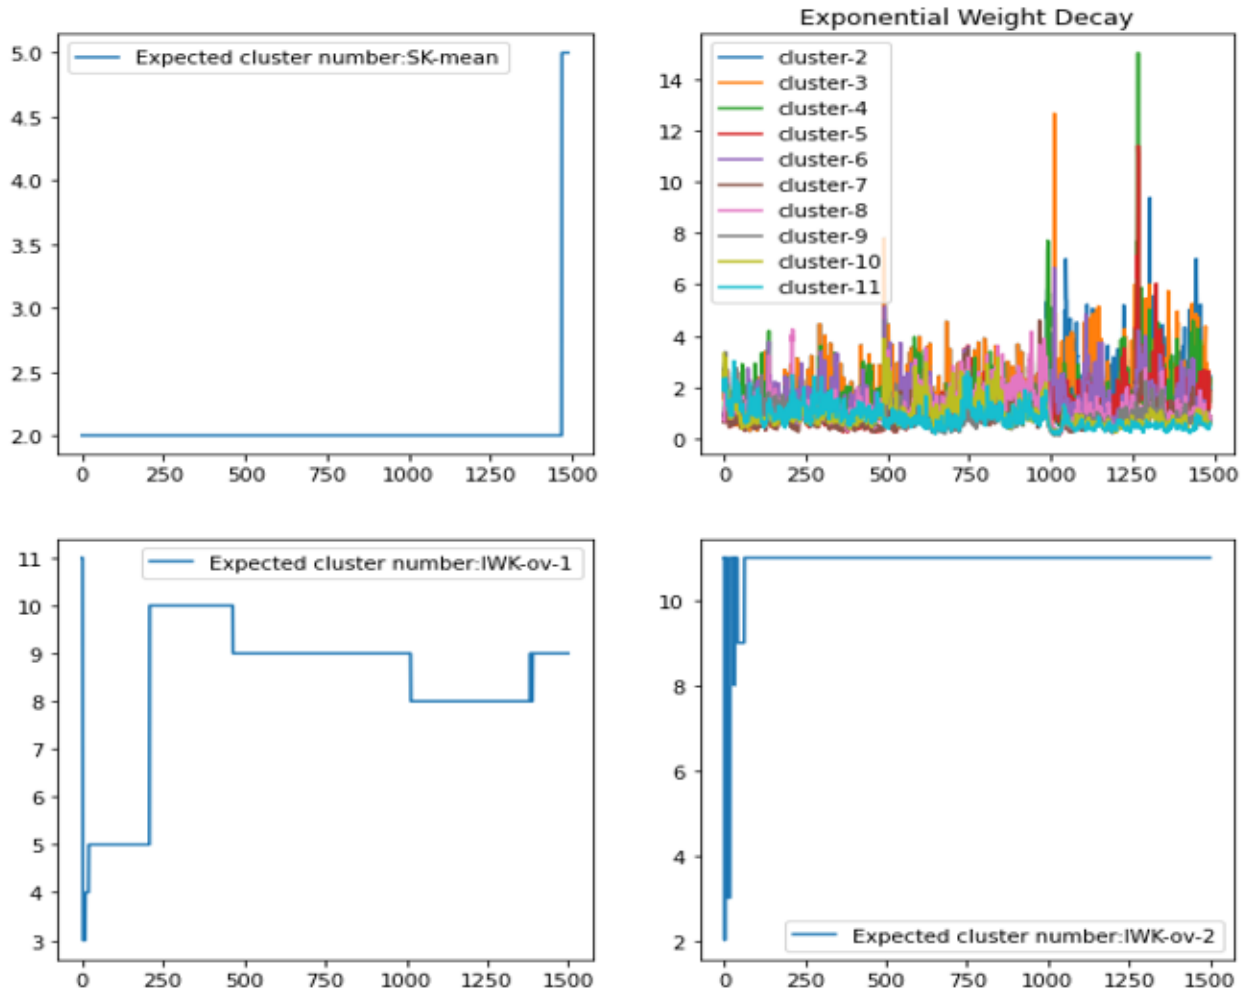 Expected cluster number:SK-mean
5.0
4.5
4.0
3.5
3.0
2.5
2.0
0 250 500 750 1000 1250 1500
Exponential Weight Decay
cluster-2
cluster-3
cluster-4
cluster-5
cluster-6
cluster-7
cluster-8
cluster-9
cluster-10
cluster-11
14
12
10
8
6
4
2
0
0 250 500 750 1000 1250 1500
Expected cluster number:IWK-ov-1
11
10
9
8
7
6
5
4
3
0 250 500 750 1000 1250 1500
10
8
6
4
2
Expected cluster number:IWK-ov-2
0 250 500 750 1000 1250 1500